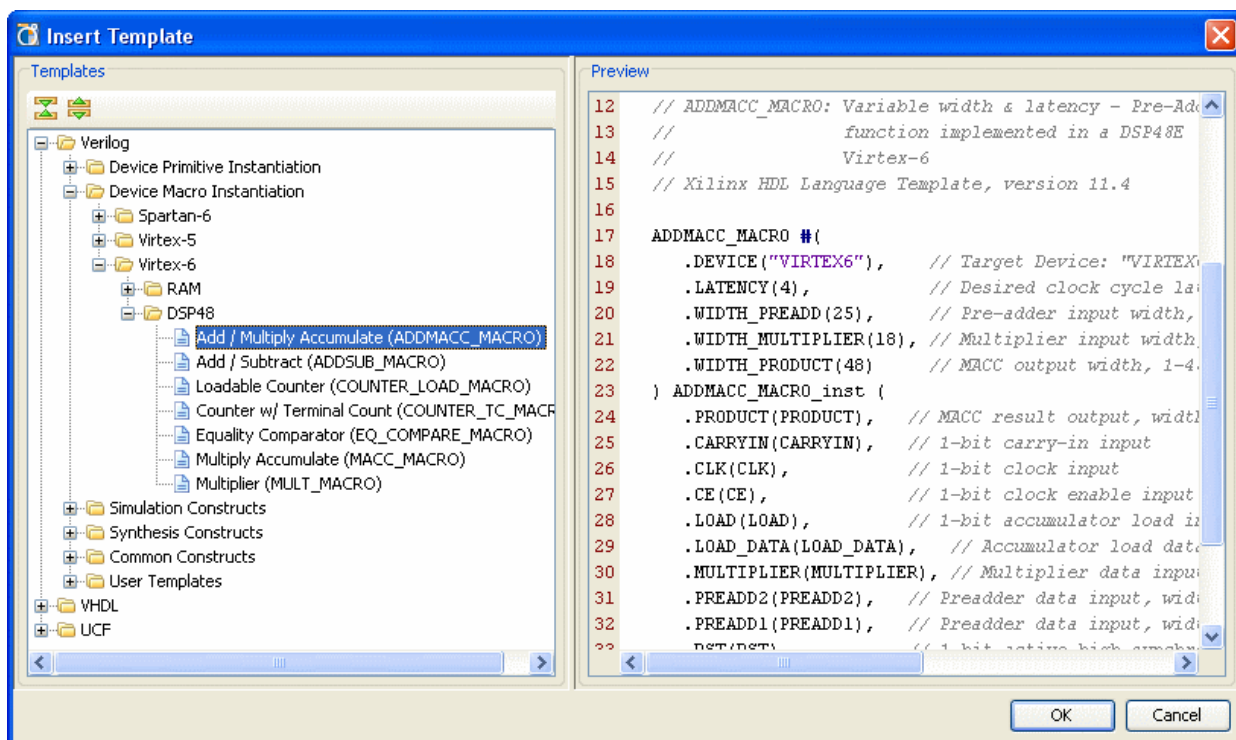 Insert Template
Templates
Verilog
Device Primitive Instantiation
Device Macro Instantiation
Spartan-6
Virtex-5
Virtex-6
RAM
DSP48
Add / Multiply Accumulate (ADDMACC_MACRO)
Add / Subtract (ADDSUB_MACRO)
Loadable Counter (COUNTER_LOAD_MACRO)
Counter w/ Terminal Count (COUNTER_TC_MACR
Equality Comparator (EQ_COMPARE_MACRO)
Multiply Accumulate (MACC_MACRO)
Multiplier (MULT_MACRO)
Simulation Constructs
Synthesis Constructs
Common Constructs
User Templates
VHDL
UCF
Preview
12 // ADDMACC_MACRO: Variable width & latency - Pre-Ad
13 // function implemented in a DSP48E
14 // Virtex-6
15 // Xilinx HDL Language Template, version 11.4
16
17 ADDMACC_MACRO #(
18 .DEVICE("VIRTEX6"), // Target Device: "VIRTEX
19 .LATENCY(4), // Desired clock cycle la
20 .WIDTH_PREADD(25), // Pre-adder input width,
21 .WIDTH_MULTIPLIER(18), // Multiplier input width
22 .WIDTH_PRODUCT(48) // MACC output width, 1-4
23 ) ADDMACC_MACRO_inst (
24 .PRODUCT(PRODUCT), // MACC result output, widt
25 .CARRYIN(CARRYIN), // 1-bit carry-in input
26 .CLK(CLK), // 1-bit clock input
27 .CE(CE), // 1-bit clock enable input
28 .LOAD(LOAD), // 1-bit accumulator load i
29 .LOAD_DATA(LOAD_DATA), // Accumulator load dat
30 .MULTIPLIER(MULTIPLIER), // Multiplier data inpu
31 .PREADD2(PREADD2), // Preadder data input, wid
32 .PREADD1(PREADD1), // Preadder data input, wid
OK Cancel